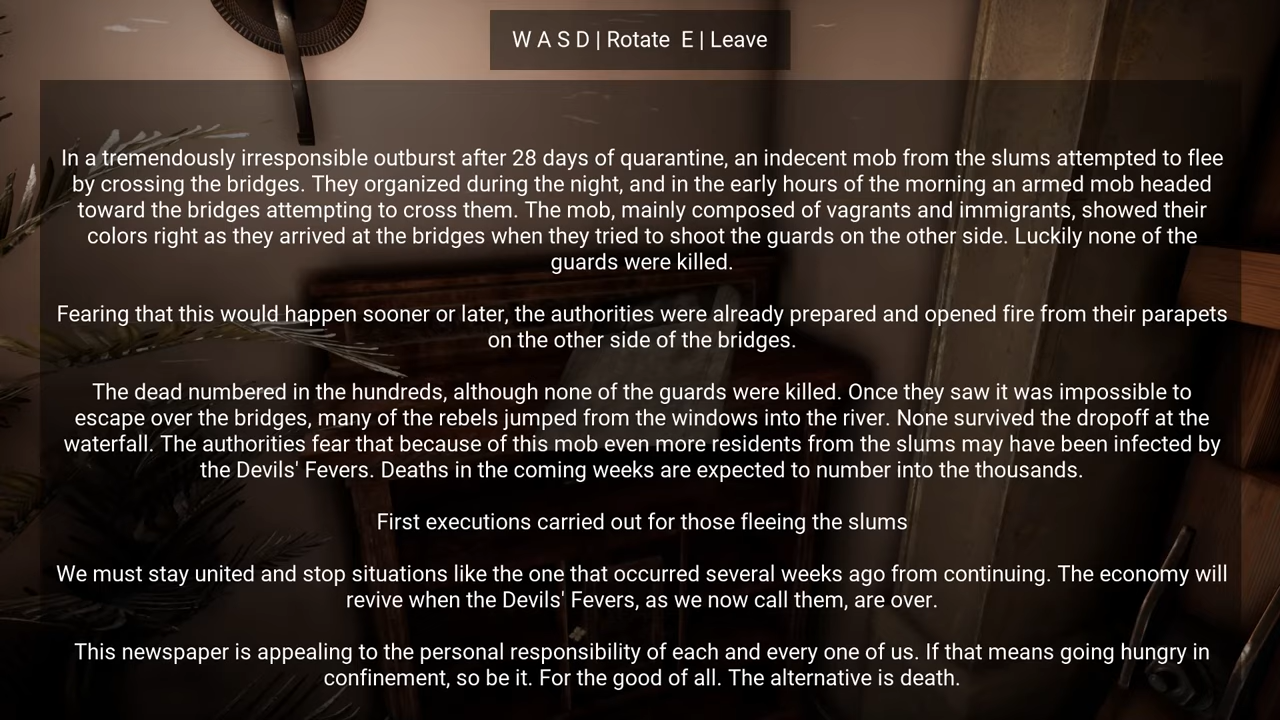 W A S D | Rotate  E | Leave
In a tremendously irresponsible outburst after 28 days of quarantine, an indecent mob from the slums attempted to flee
by crossing the bridges. They organized during the night, and in the early hours of the morning an armed mob headed
toward the bridges attempting to cross them. The mob, mainly composed of vagrants and immigrants, showed their
colors right as they arrived at the bridges when they tried to shoot the guards on the other side. Luckily none of the
guards were killed.
Fearing that this would happen sooner or later, the authorities were already prepared and opened fire from their parapets
on the other side of the bridges.
The dead numbered in the hundreds, although none of the guards were killed. Once they saw it was impossible to
escape over the bridges, many of the rebels jumped from the windows into the river. None survived the dropoff at the
waterfall. The authorities fear that because of this mob even more residents from the slums may have been infected by
the Devils' Fevers. Deaths in the coming weeks are expected to number into the thousands.
First executions carried out for those fleeing the slums
We must stay united and stop situations like the one that occurred several weeks ago from continuing. The economy will
revive when the Devils' Fevers, as we now call them, are over.
This newspaper is appealing to the personal responsibility of each and every one of us. If that means going hungry in
confinement, so be it. For the good of all. The alternative is death.